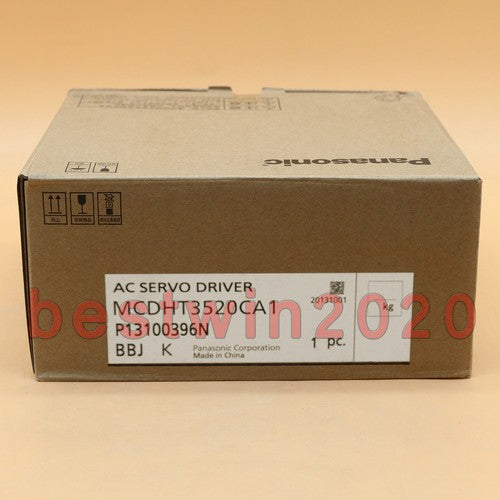 Panasonic
AC SERVO DRIVER
20131001
MCDHT3520CA1
kg
P13100396N
1 pc.
BBJ K
Panasonic Corporation
Made in China
bestwin2020